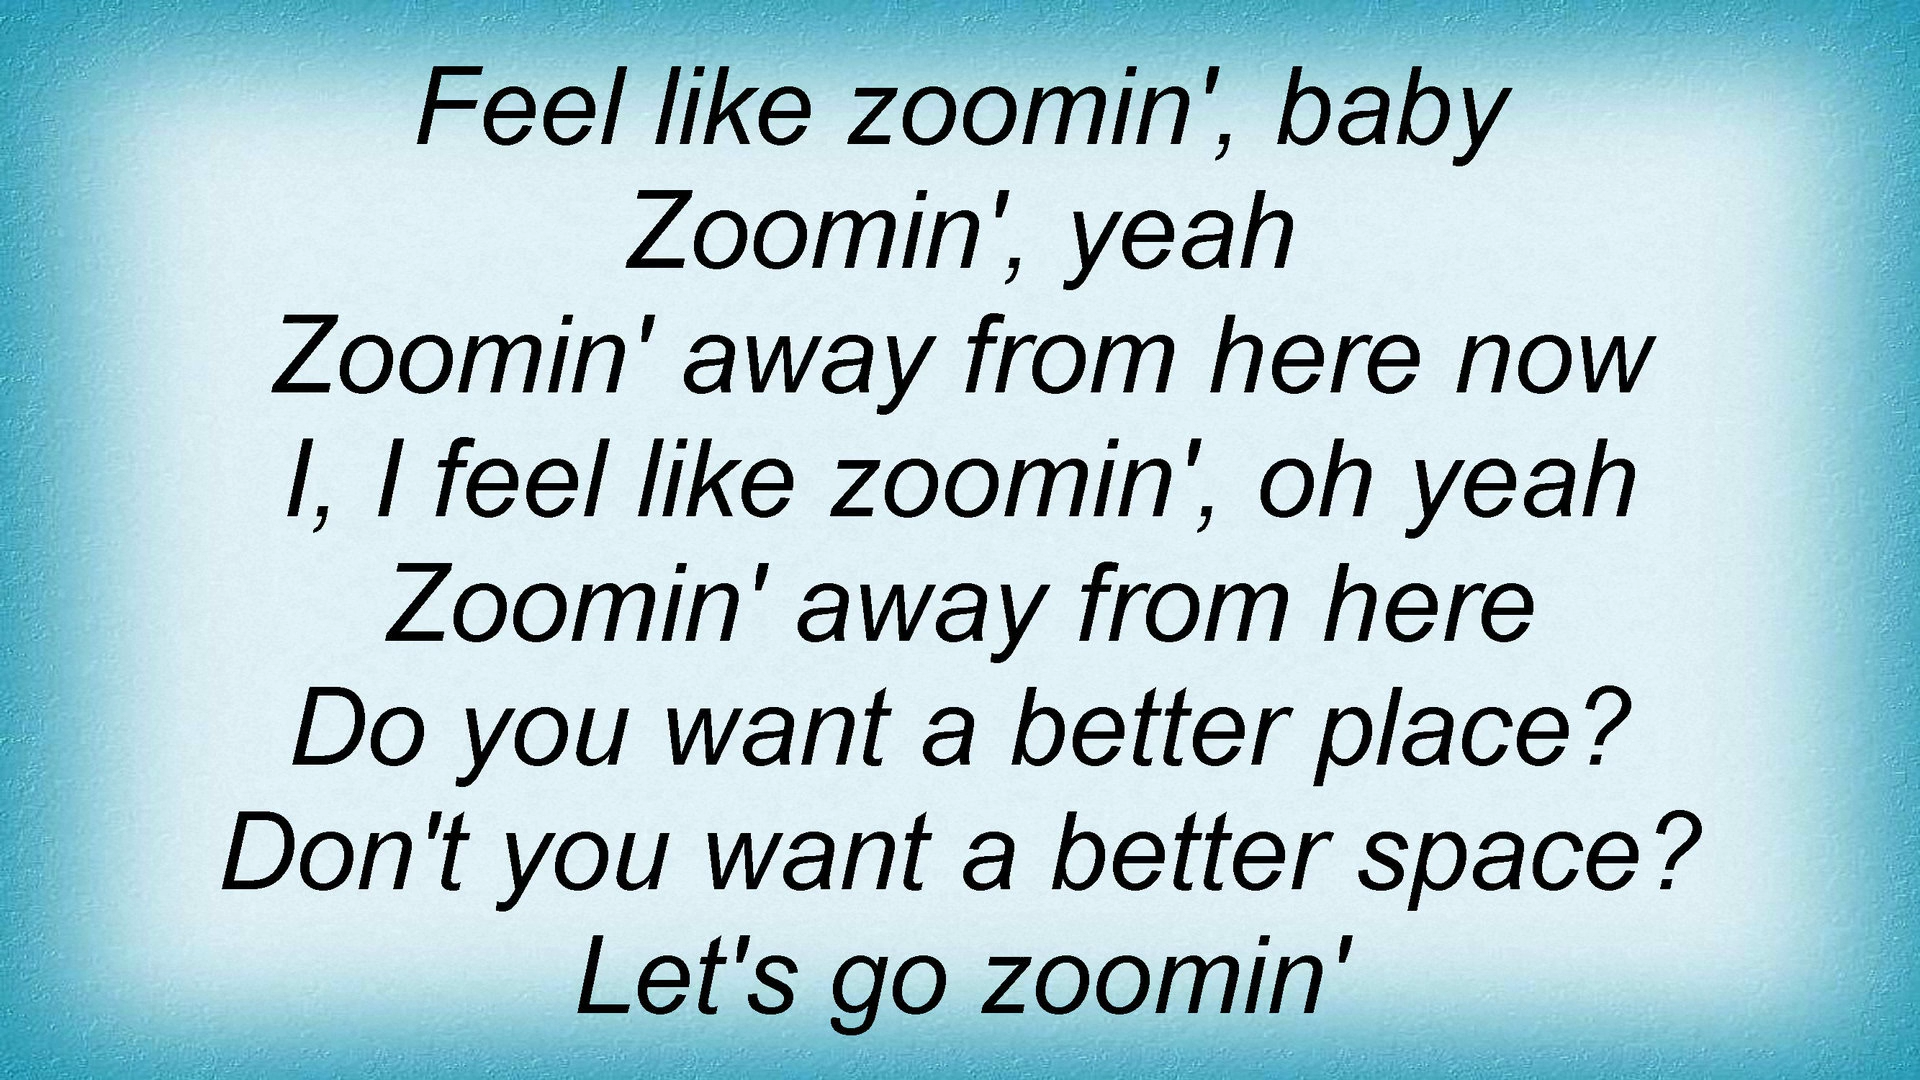 Feel like zoomin', baby
Zoomin', yeah
Zoomin' away from here now
I, I feel like zoomin', oh yeah
Zoomin' away from here
Do you want a better place?
Don't you want a better space?
Let's go zoomin'